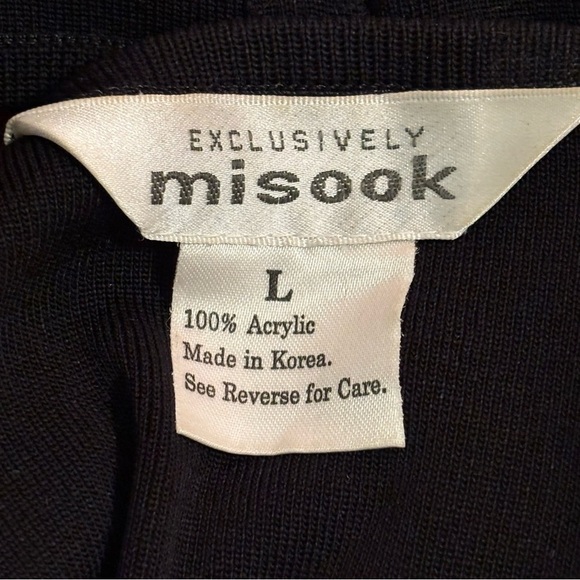 EXCLUSIVELY
misook
L
100% Acrylic
Made in Korea.
See Reverse for Care.